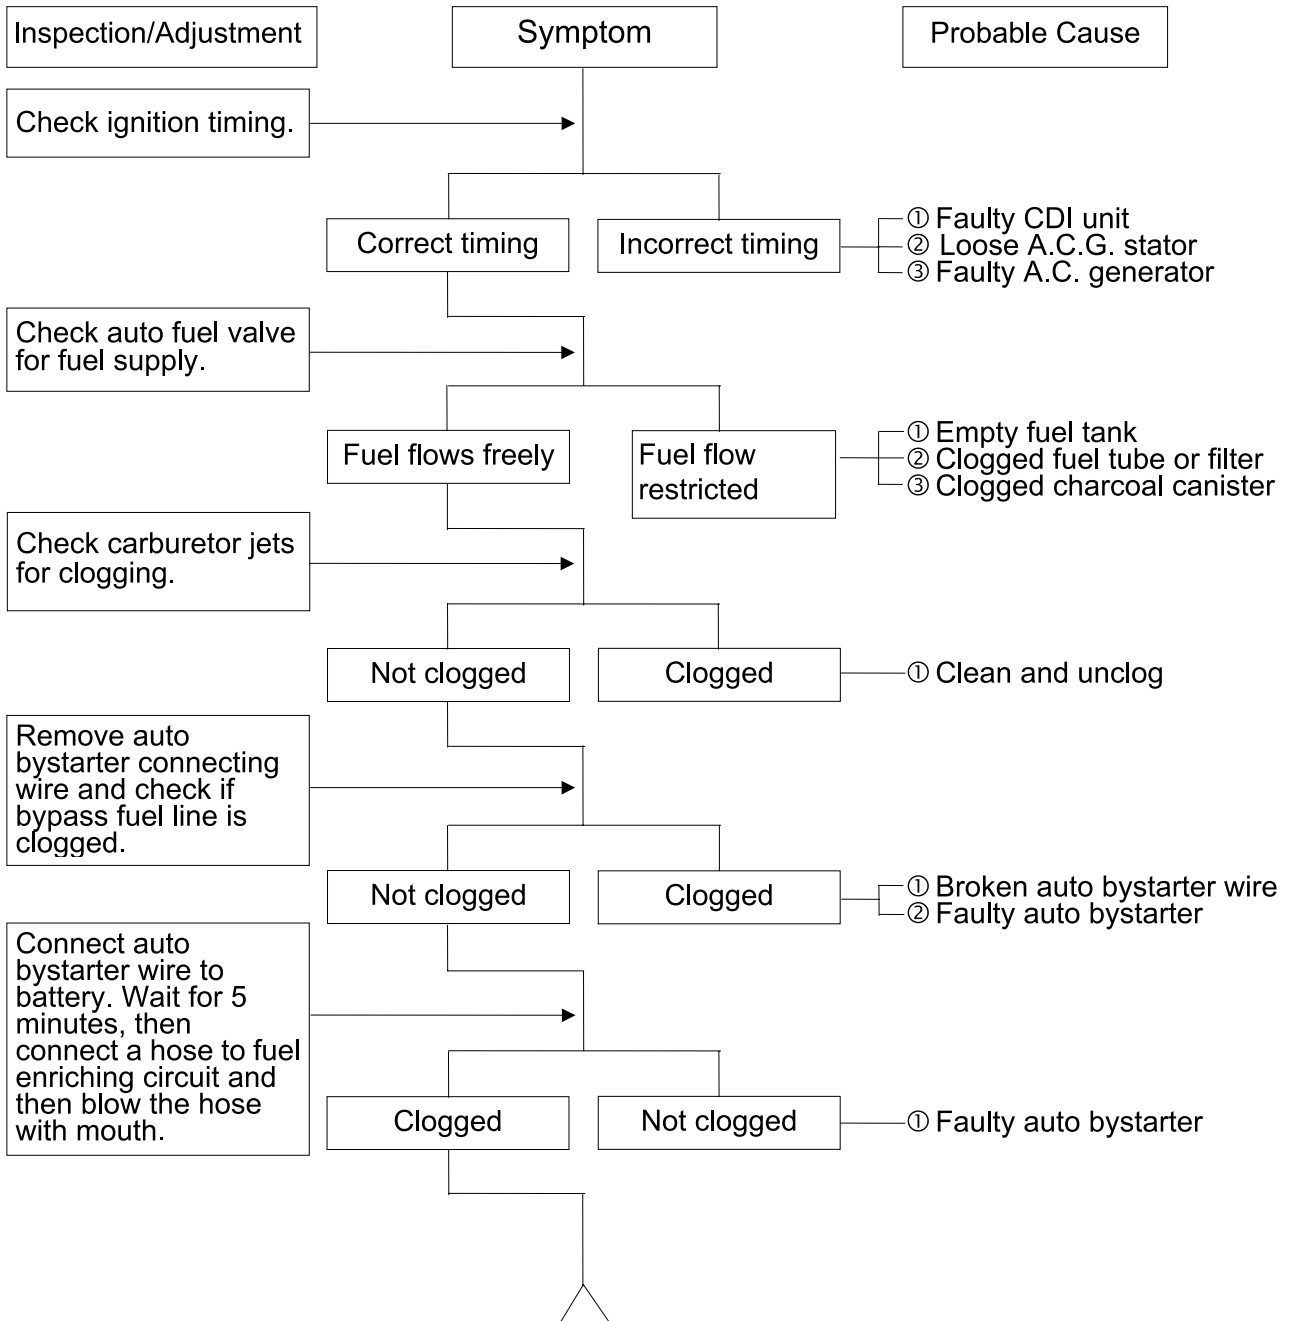 Inspection/Adjustment
Symptom
Probable Cause
Check ignition timing.
Correct timing
Incorrect timing
① Faulty CDI unit
② Loose A.C.G. stator
③ Faulty A.C. generator
Check auto fuel valve
for fuel supply.
Fuel flows freely
Fuel flow
restricted
① Empty fuel tank
② Clogged fuel tube or filter
③ Clogged charcoal canister
Check carburetor jets
for clogging.
Not clogged
Clogged
① Clean and unclog
Remove auto
bystarter connecting
wire and check if
bypass fuel line is
clogged.
Not clogged
Clogged
① Broken auto bystarter wire
② Faulty auto bystarter
Connect auto
bystarter wire to
battery. Wait for 5
minutes, then
connect a hose to fuel
enriching circuit and
then blow the hose
with mouth.
Clogged
Not clogged
① Faulty auto bystarter